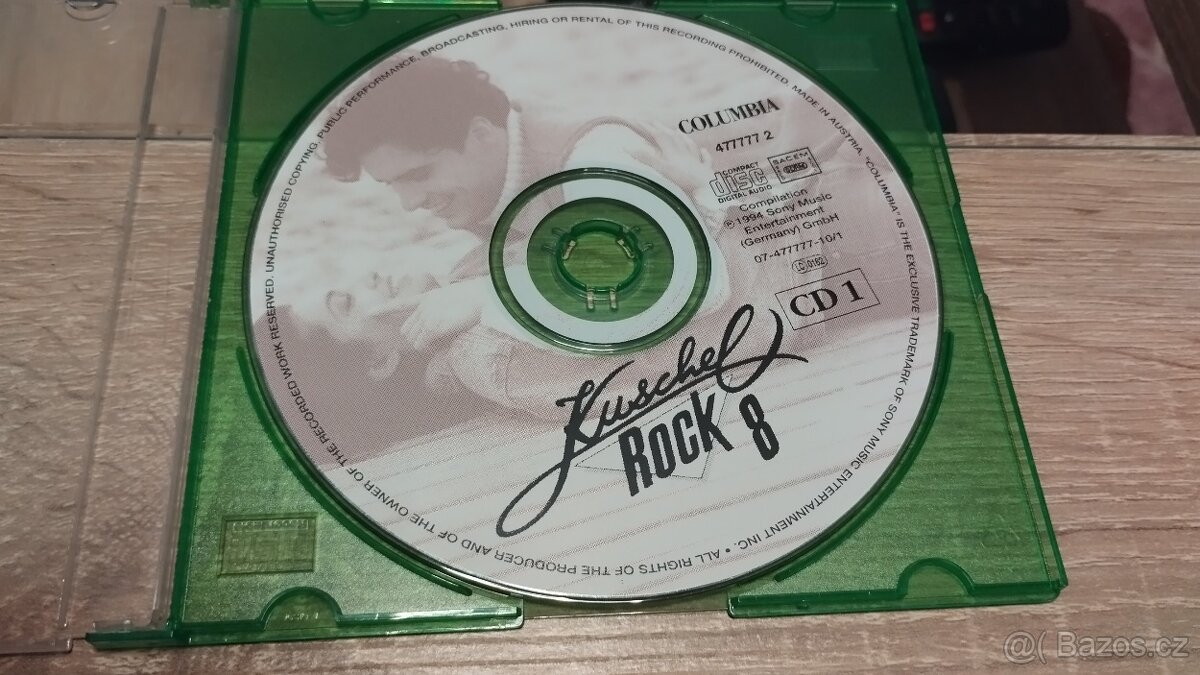 ALL RIGHTS OF THE PRODUCER AND OF THE OWNER OF THE RECORDED WORK RESERVED. UNAUTHORISED COPYING, PUBLIC PERFORMANCE, BROADCASTING, HIRING OR RENTAL OF THIS RECORDING PROHIBITED. MADE IN AUSTRIA. "COLUMBIA" IS THE EXCLUSIVE TRADEMARK OF SONY MUSIC ENTERTAINMENT INC. •
COLUMBIA
477777 2
COMPACT
disc
DIGITAL AUDIO
SACEM
Compilation
℗ 1994 Sony Music
Entertainment
(Germany) GmbH
07-477777-10/1
LC 0162
CD 1
Kuschel
ROCK 8
@( Bazos.cz